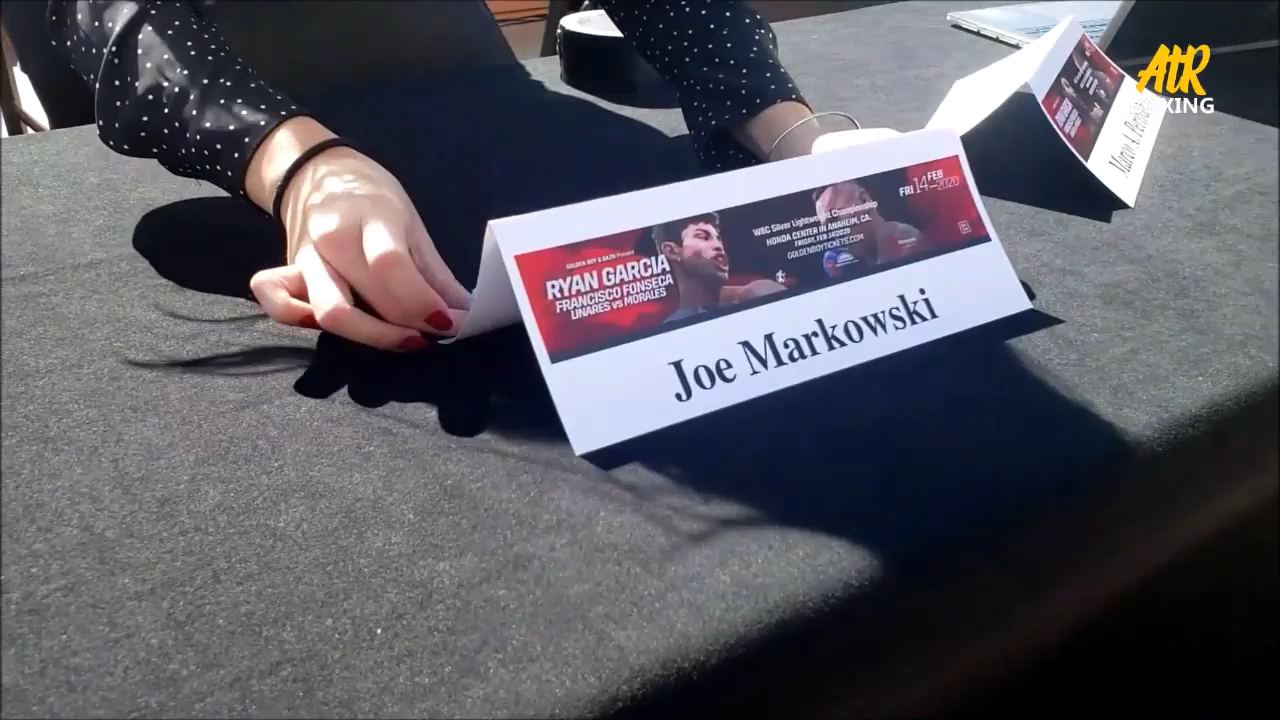 AtR
BOXING
GOLDEN BOY & DAZN Present
RYAN GARCIA
FRANCISCO FONSECA
LINARES vs MORALES
WBC Silver Lightweight Championship
HONDA CENTER IN ANAHEIM, CA.
FRIDAY, FEB 14 2020
GOLDENBOYTICKETS.COM
FRI 14 FEB 2020
Joe Markowski
Marco A.